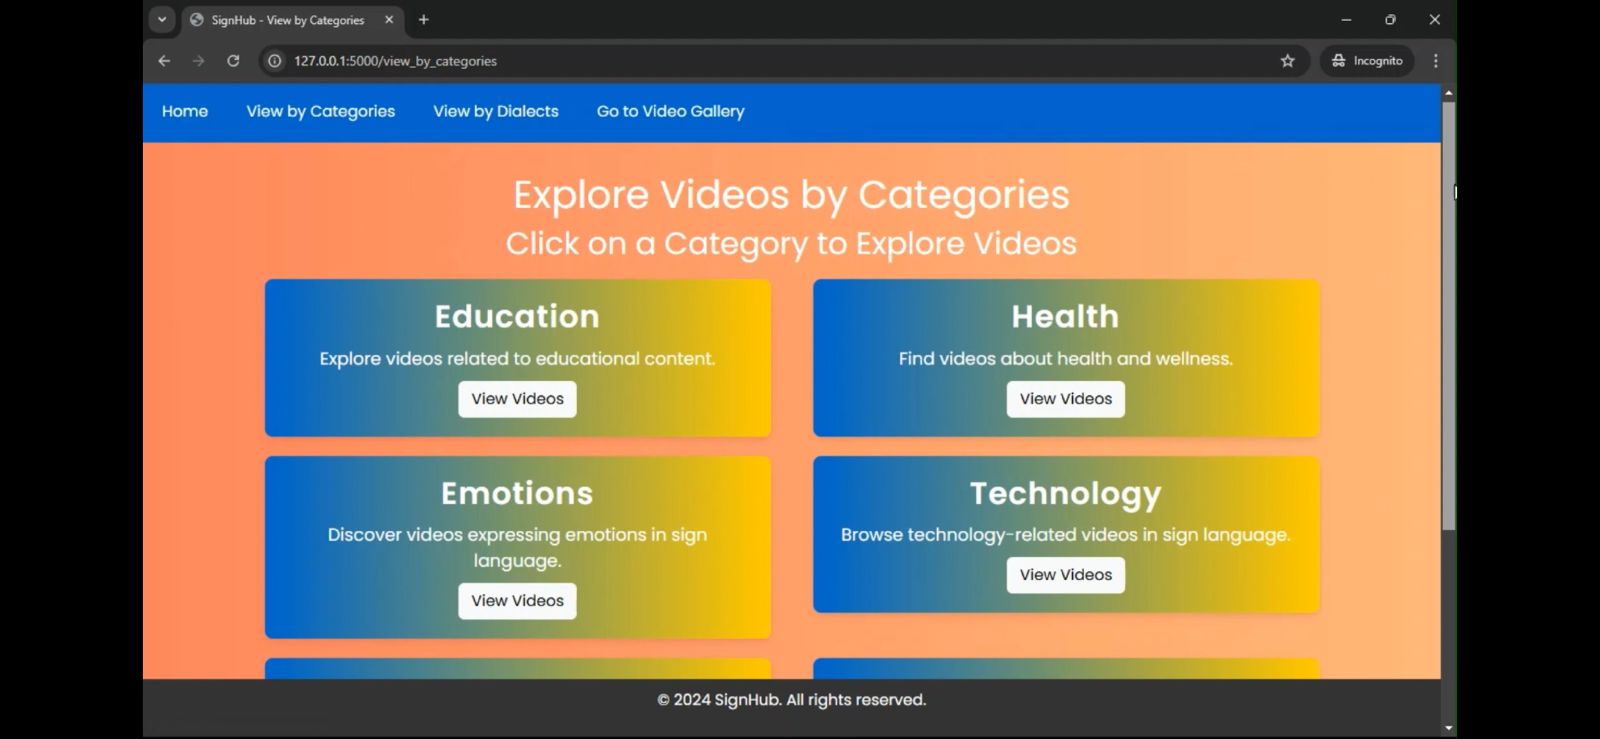 SignHub - View by Categories
127.0.0.1:5000/view_by_categories
Incognito
Home View by Categories View by Dialects Go to Video Gallery
Explore Videos by Categories
Click on a Category to Explore Videos
Education
Explore videos related to educational content.
View Videos
Health
Find videos about health and wellness.
View Videos
Emotions
Discover videos expressing emotions in sign
language.
View Videos
Technology
Browse technology-related videos in sign language.
View Videos
© 2024 SignHub. All rights reserved.